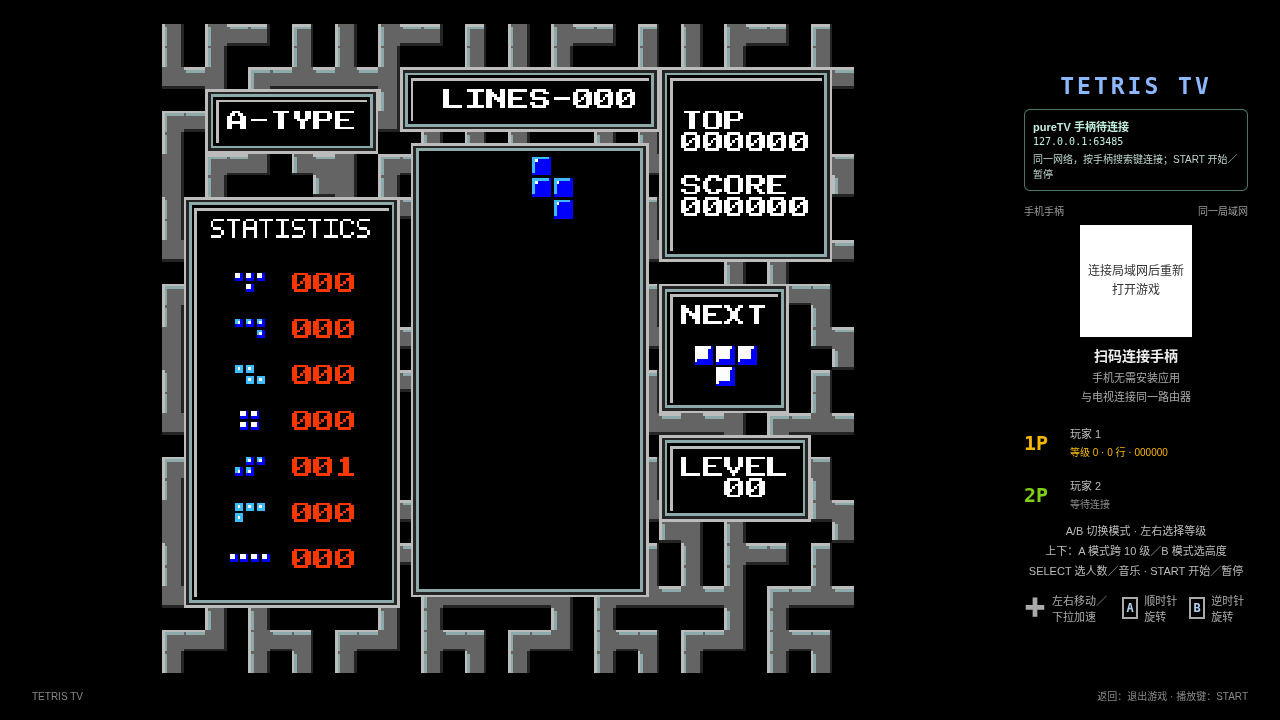 A-TYPE
LINES-000
TOP
000000
SCORE
000000
STATISTICS
000
000
000
000
001
000
000
NEXT
LEVEL
00
TETRIS TV
pureTV 手柄待连接
127.0.0.1:63485
同一网络，按手柄搜索键连接；START 开始／
暂停
手机手柄 同一局域网
连接局域网后重新
打开游戏
扫码连接手柄
手机无需安装应用
与电视连接同一路由器
1P 玩家 1
等级 0 · 0 行 · 000000
2P 玩家 2
等待连接
A/B 切换模式 · 左右选择等级
上下：A 模式跨 10 级／B 模式选高度
SELECT 选人数／音乐 · START 开始／暂停
左右移动／
下拉加速
A 顺时针
旋转
B 逆时针
旋转
TETRIS TV
返回：退出游戏 · 播放键：START